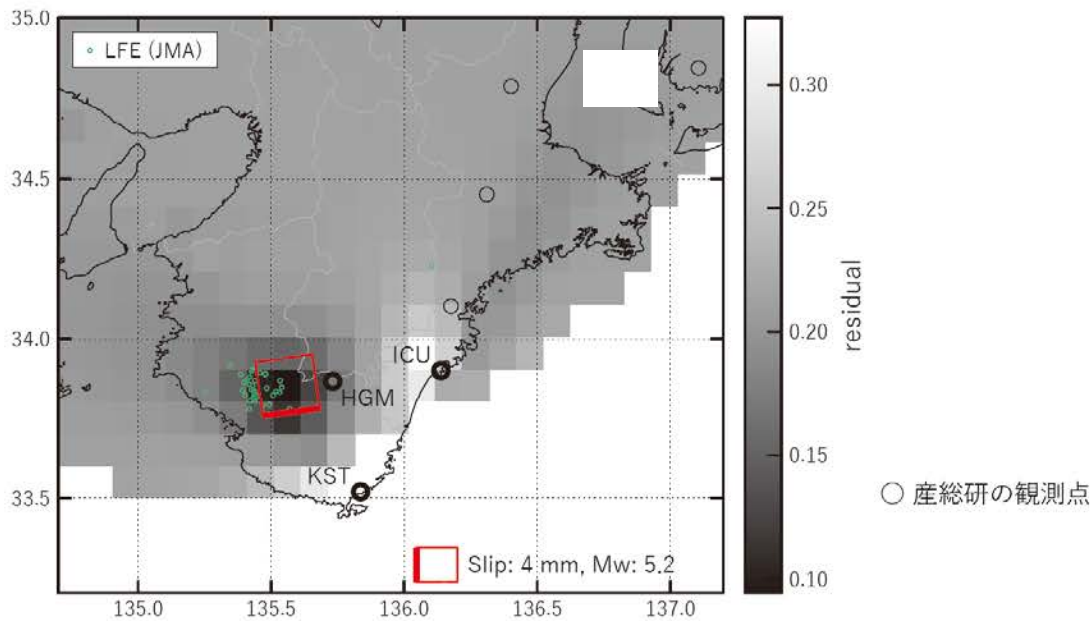 LFE (JMA)
35.0
34.5
34.0
33.5
135.0
135.5
136.0
136.5
137.0
ICU
HGM
KST
Slip: 4 mm, Mw: 5.2
0.30
0.25
0.20
0.15
0.10
residual
産総研の観測点